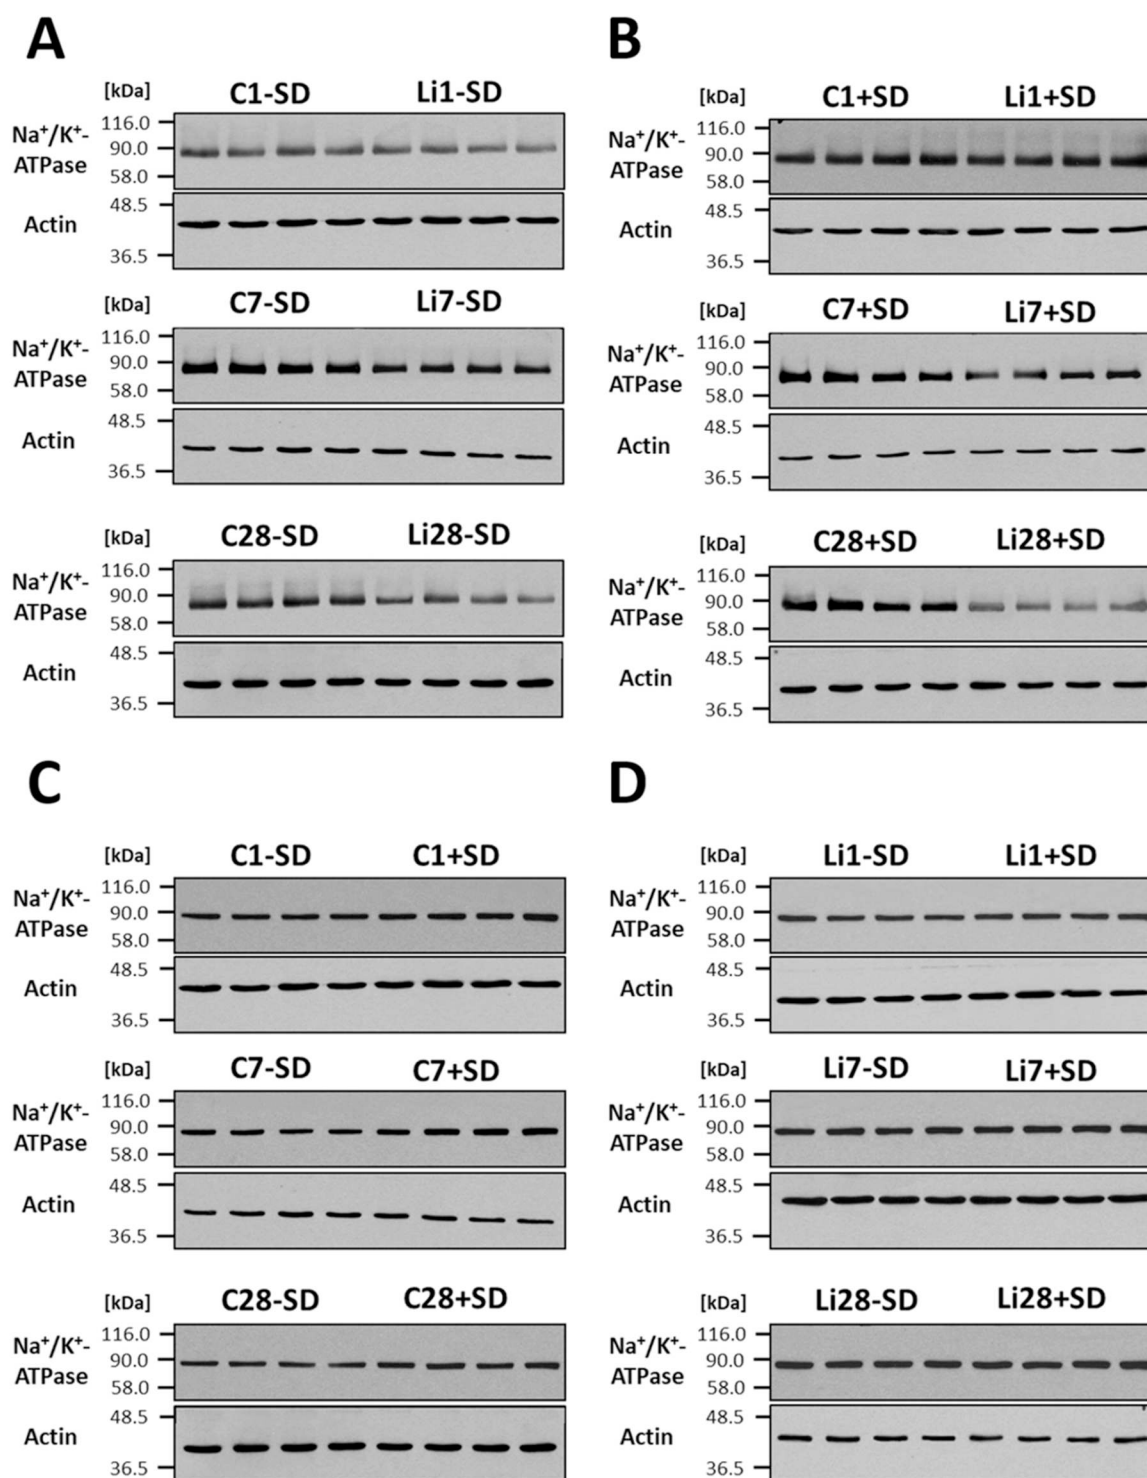 A
[kDa] C1-SD Li1-SD
Na⁺/K⁺-
ATPase
116.0
90.0
58.0
Actin
48.5
36.5
[kDa] C7-SD Li7-SD
Na⁺/K⁺-
ATPase
116.0
90.0
58.0
Actin
48.5
36.5
[kDa] C28-SD Li28-SD
Na⁺/K⁺-
ATPase
116.0
90.0
58.0
Actin
48.5
36.5
B
[kDa] C1+SD Li1+SD
Na⁺/K⁺-
ATPase
116.0
90.0
58.0
Actin
48.5
36.5
[kDa] C7+SD Li7+SD
Na⁺/K⁺-
ATPase
116.0
90.0
58.0
Actin
48.5
36.5
[kDa] C28+SD Li28+SD
Na⁺/K⁺-
ATPase
116.0
90.0
58.0
Actin
48.5
36.5
C
[kDa] C1-SD C1+SD
Na⁺/K⁺-
ATPase
116.0
90.0
58.0
Actin
48.5
36.5
[kDa] C7-SD C7+SD
Na⁺/K⁺-
ATPase
116.0
90.0
58.0
Actin
48.5
36.5
[kDa] C28-SD C28+SD
Na⁺/K⁺-
ATPase
116.0
90.0
58.0
Actin
48.5
36.5
D
[kDa] Li1-SD Li1+SD
Na⁺/K⁺-
ATPase
116.0
90.0
58.0
Actin
48.5
36.5
[kDa] Li7-SD Li7+SD
Na⁺/K⁺-
ATPase
116.0
90.0
58.0
Actin
48.5
36.5
[kDa] Li28-SD Li28+SD
Na⁺/K⁺-
ATPase
116.0
90.0
58.0
Actin
48.5
36.5